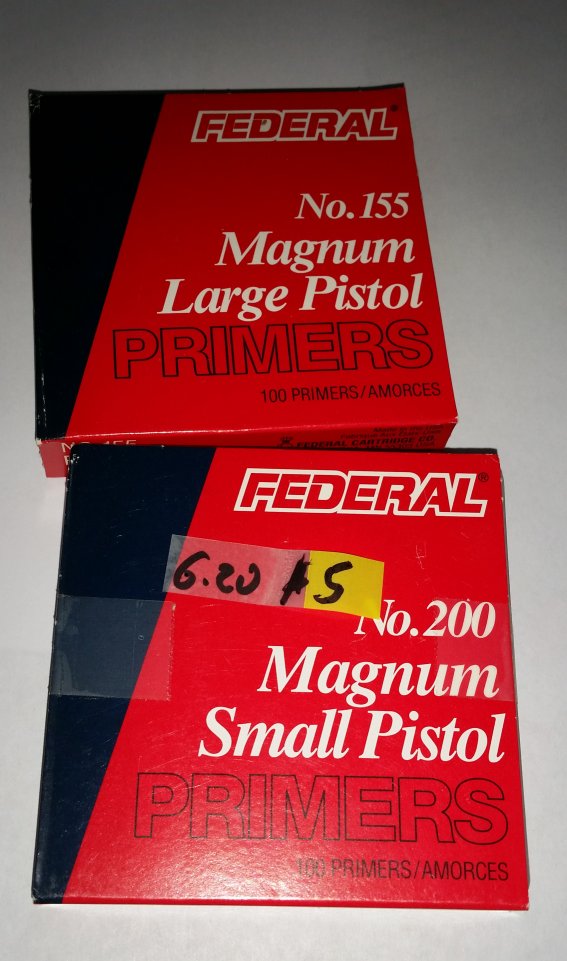 FEDERAL®
No.155
Magnum
Large Pistol
PRIMERS
100 PRIMERS/AMORCES
FEDERAL CARTRIDGE CO
FEDERAL®
6.20 #5
No.200
Magnum
Small Pistol
PRIMERS
100 PRIMERS/AMORCES